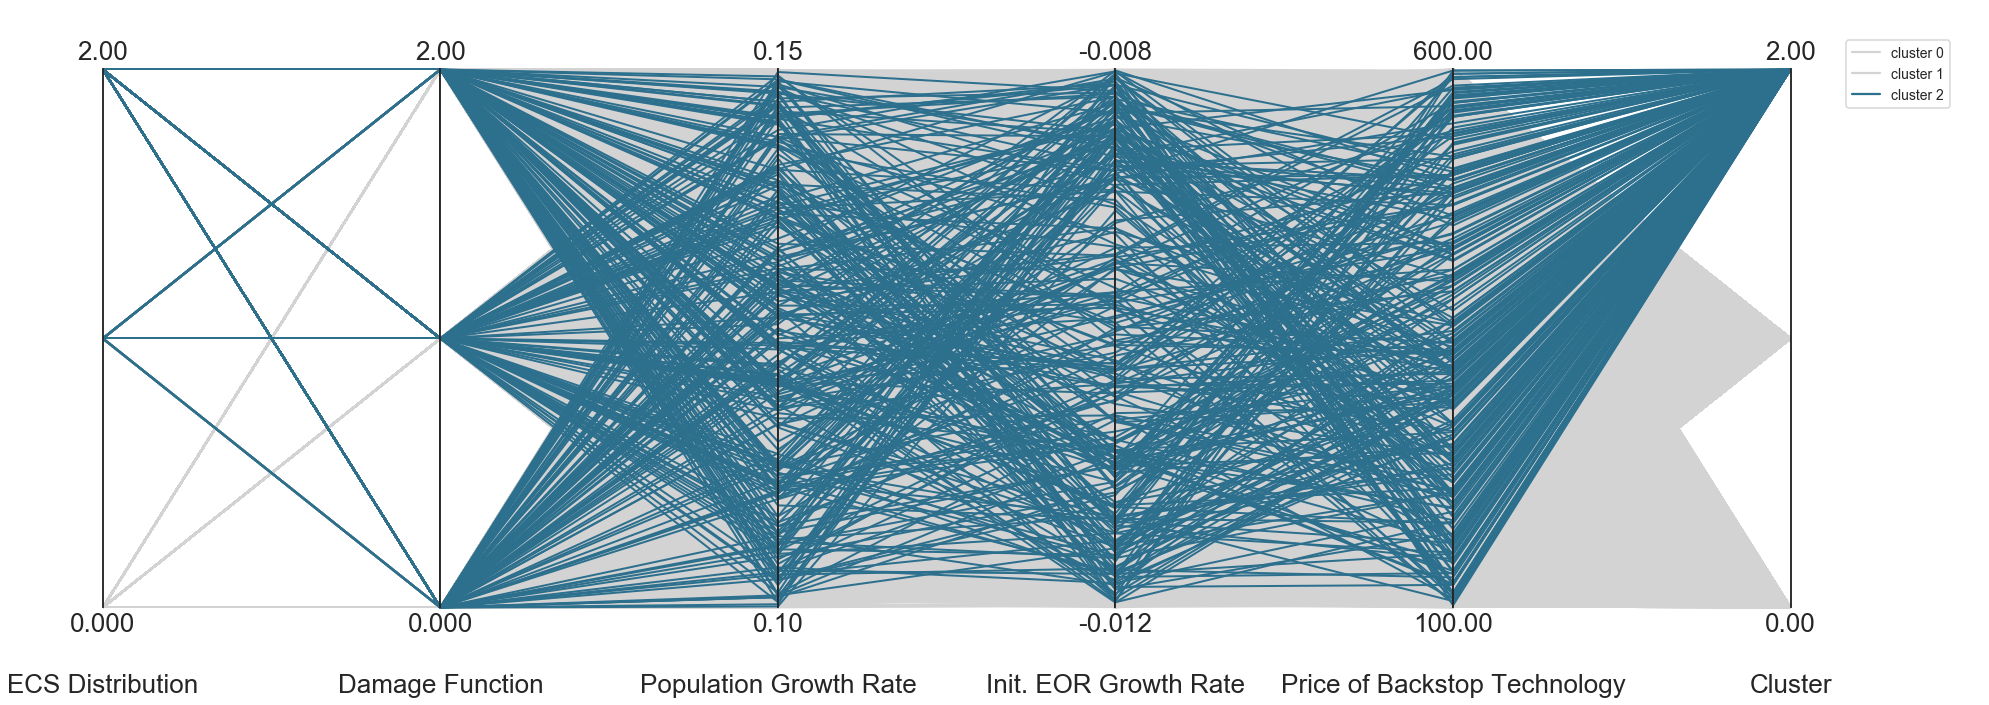 2.00 2.00 0.15 -0.008 600.00 2.00
cluster 0
cluster 1
cluster 2
0.000 0.000 0.10 -0.012 100.00 0.00
ECS Distribution Damage Function Population Growth Rate Init. EOR Growth Rate Price of Backstop Technology Cluster